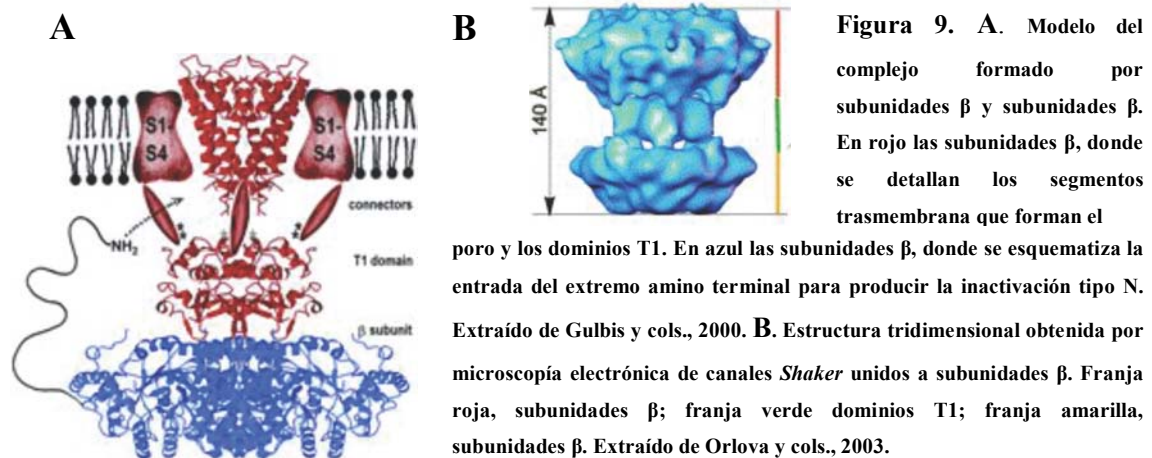 A
S1-
S4
S1-
S4
connectors
NH2
T1 domain
β subunit
B
140 Å
Figura 9. A. Modelo del
complejo formado por
subunidades β y subunidades β.
En rojo las subunidades β, donde
se detallan los segmentos
trasmembrana que forman el
poro y los dominios T1. En azul las subunidades β, donde se esquematiza la
entrada del extremo amino terminal para producir la inactivación tipo N.
Extraído de Gulbis y cols., 2000. B. Estructura tridimensional obtenida por
microscopía electrónica de canales Shaker unidos a subunidades β. Franja
roja, subunidades β; franja verde dominios T1; franja amarilla,
subunidades β. Extraído de Orlova y cols., 2003.